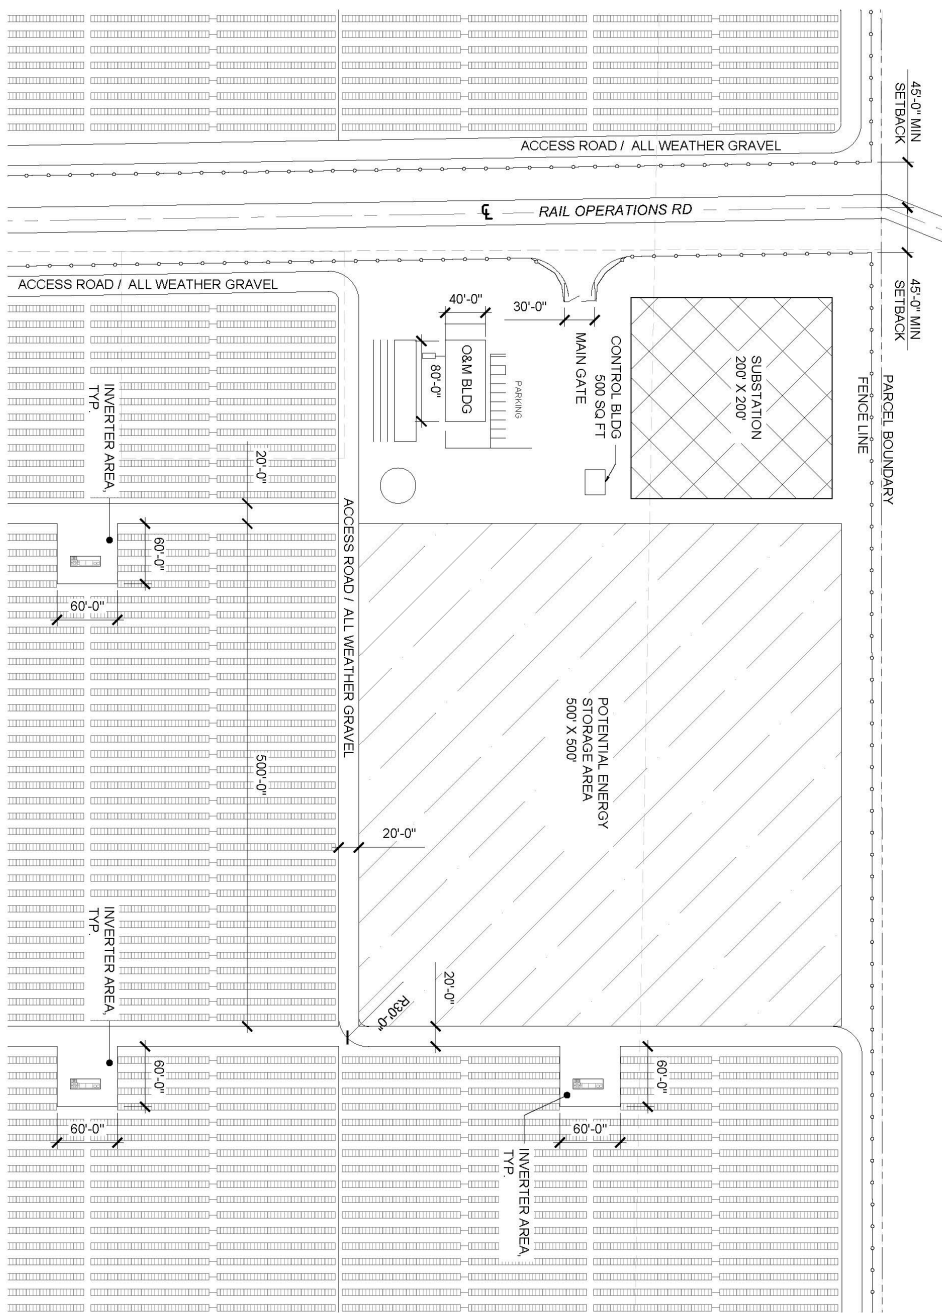 45'-0" MIN
SETBACK
ACCESS ROAD / ALL WEATHER GRAVEL
CL
RAIL OPERATIONS RD
45'-0" MIN
SETBACK
ACCESS ROAD / ALL WEATHER GRAVEL
40'-0"
30'-0"
MAIN GATE
CONTROL BLDG
500 SQ FT
SUBSTATION
200' X 200'
PARCEL BOUNDARY
FENCE LINE
O&M BLDG
80'-0"
PARKING
INVERTER AREA,
TYP.
20'-0"
60'-0"
60'-0"
ACCESS ROAD / ALL WEATHER GRAVEL
500'-0"
POTENTIAL ENERGY
STORAGE AREA
500' X 500'
20'-0"
INVERTER AREA,
TYP.
20'-0"
R30'-0"
60'-0"
60'-0"
60'-0"
60'-0"
INVERTER AREA,
TYP.